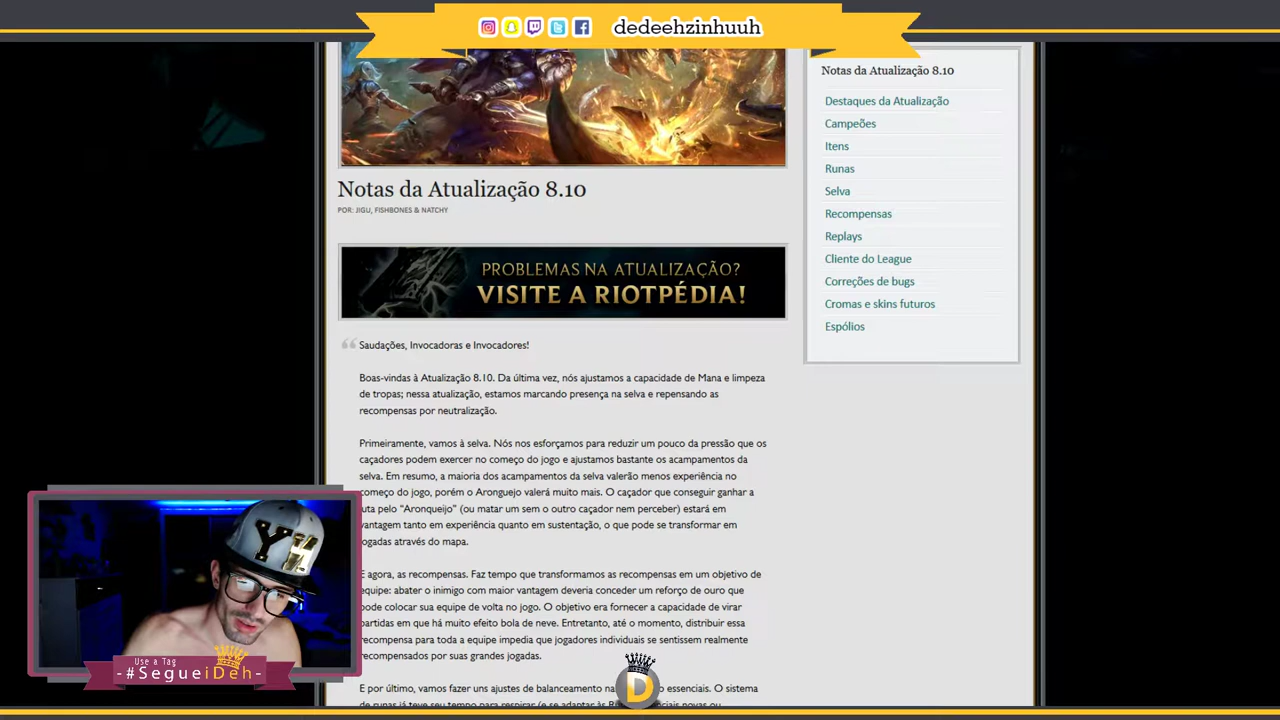 dedeehzinhuuh
Notas da Atualização 8.10
POR: JIGU, FISHBONES & NATCHY
PROBLEMAS NA ATUALIZAÇÃO?
VISITE A RIOTPÉDIA!
Saudações, Invocadoras e Invocadores!
Boas-vindas à Atualização 8.10. Da última vez, nós ajustamos a capacidade de Mana e limpeza
de tropas; nessa atualização, estamos marcando presença na selva e repensando as
recompensas por neutralização.
Primeiramente, vamos à selva. Nós nos esforçamos para reduzir um pouco da pressão que os
caçadores podem exercer no começo do jogo e ajustamos bastante os acampamentos da
selva. Em resumo, a maioria dos acampamentos da selva valerão menos experiência no
começo do jogo, porém o Aronguejo valerá muito mais. O caçador que conseguir ganhar a
uta pelo “Aronqueijo” (ou matar um sem o outro caçador nem perceber) estará em
vantagem tanto em experiência quanto em sustentação, o que pode se transformar em
ogadas através do mapa.
E agora, as recompensas. Faz tempo que transformamos as recompensas em um objetivo de
equipe: abater o inimigo com maior vantagem deveria conceder um reforço de ouro que
pode colocar sua equipe de volta no jogo. O objetivo era fornecer a capacidade de virar
partidas em que há muito efeito bola de neve. Entretanto, até o momento, distribuir essa
recompensa para toda a equipe impedia que jogadores individuais se sentissem realmente
recompensados por suas grandes jogadas.
E por último, vamos fazer uns ajustes de balanceamento na o essenciais. O sistema
de runas já teve seu tempo para respirar (e se adaptar às
Notas da Atualização 8.10
Destaques da Atualização
Campeões
Itens
Runas
Selva
Recompensas
Replays
Cliente do League
Correções de bugs
Cromas e skins futuros
Espólios
Use a Tag
-#SegueiDeh-
D